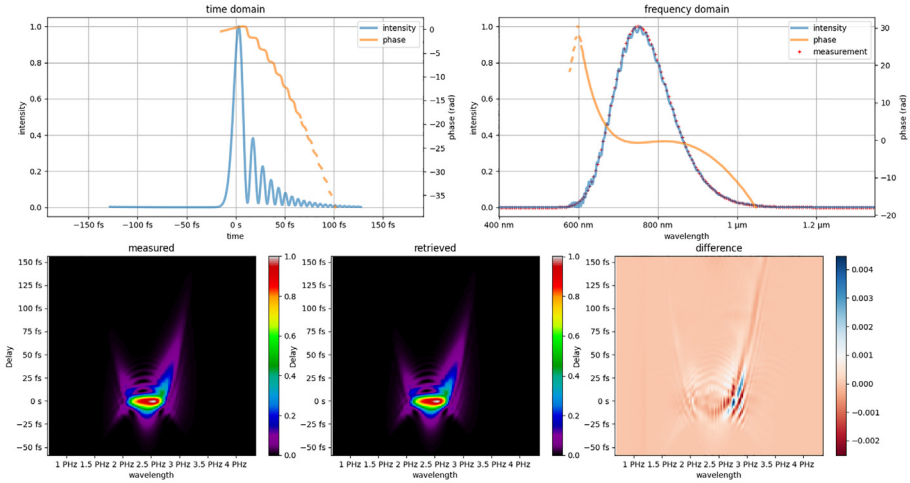 time domain
frequency domain
intensity
phase
intensity
phase
measurement
1.0
0.8
0.6
0.4
0.2
0.0
intensity
0
−5
−10
−15
−20
−25
−30
−35
phase (rad)
−150 fs −100 fs −50 fs 0 s 50 fs 100 fs 150 fs
time
1.0
0.8
0.6
0.4
0.2
0.0
intensity
30
20
10
0
−10
−20
phase (rad)
400 nm 600 nm 800 nm 1 µm 1.2 µm
wavelength
measured
150 fs
125 fs
100 fs
75 fs
50 fs
25 fs
0 s
−25 fs
−50 fs
Delay
1 PHz 1.5 PHz 2 PHz 2.5 PHz 3 PHz 3.5 PHz 4 PHz
wavelength
1.0
0.8
0.6
0.4
0.2
0.0
retrieved
150 fs
125 fs
100 fs
75 fs
50 fs
25 fs
0 s
−25 fs
−50 fs
Delay
1 PHz 1.5 PHz 2 PHz 2.5 PHz 3 PHz 3.5 PHz 4 PHz
wavelength
1.0
0.8
0.6
0.4
0.2
0.0
difference
150 fs
125 fs
100 fs
75 fs
50 fs
25 fs
0 s
−25 fs
−50 fs
Delay
1 PHz 1.5 PHz 2 PHz 2.5 PHz 3 PHz 3.5 PHz 4 PHz
wavelength
0.004
0.003
0.002
0.001
0.000
−0.001
−0.002